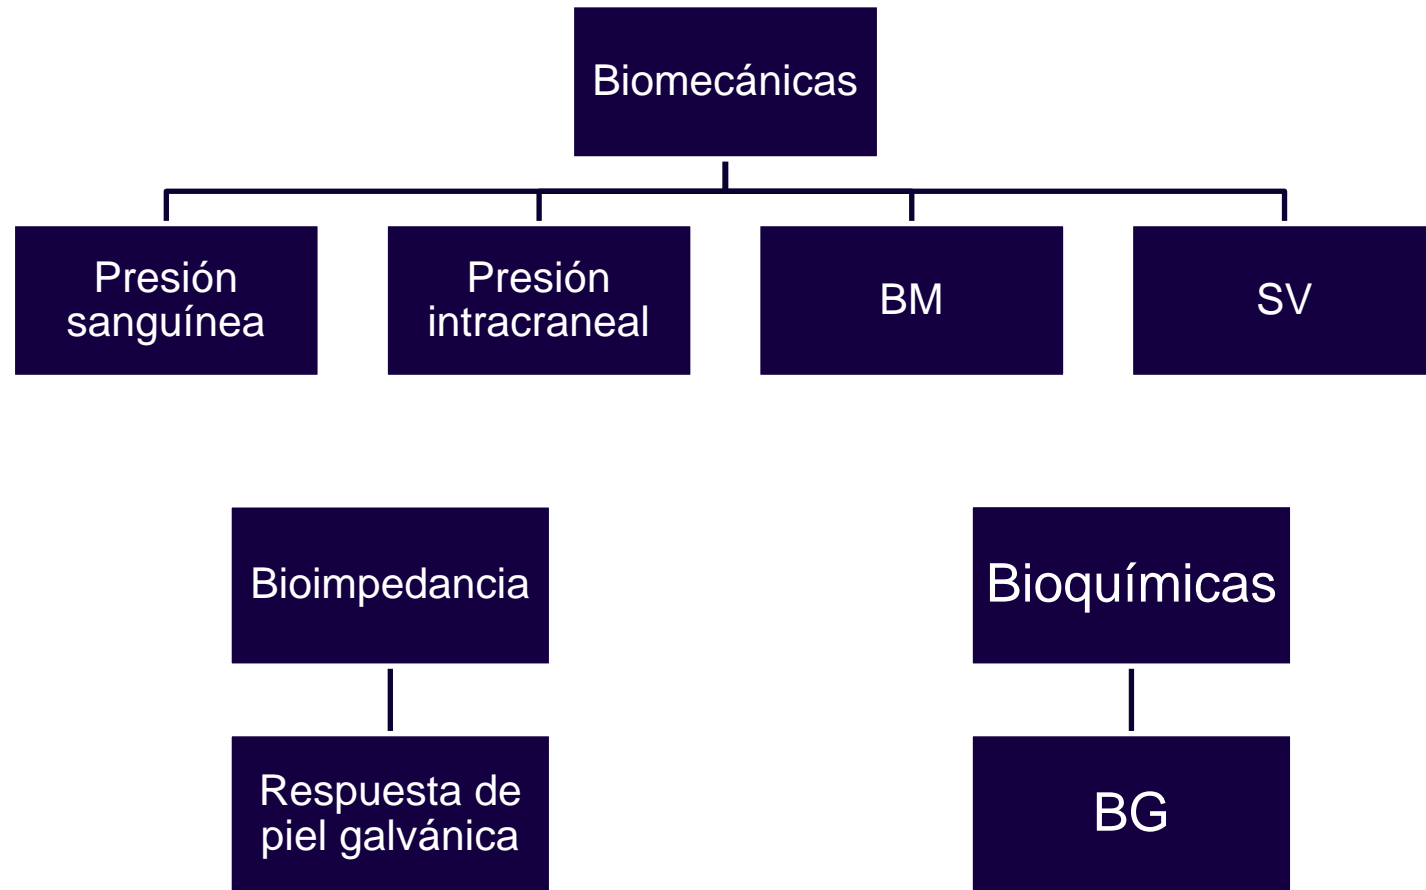 Biomecánicas
Presión
sanguínea
Presión
intracraneal
BM
SV
Bioimpedancia
Respuesta de
piel galvánica
Bioquímicas
BG